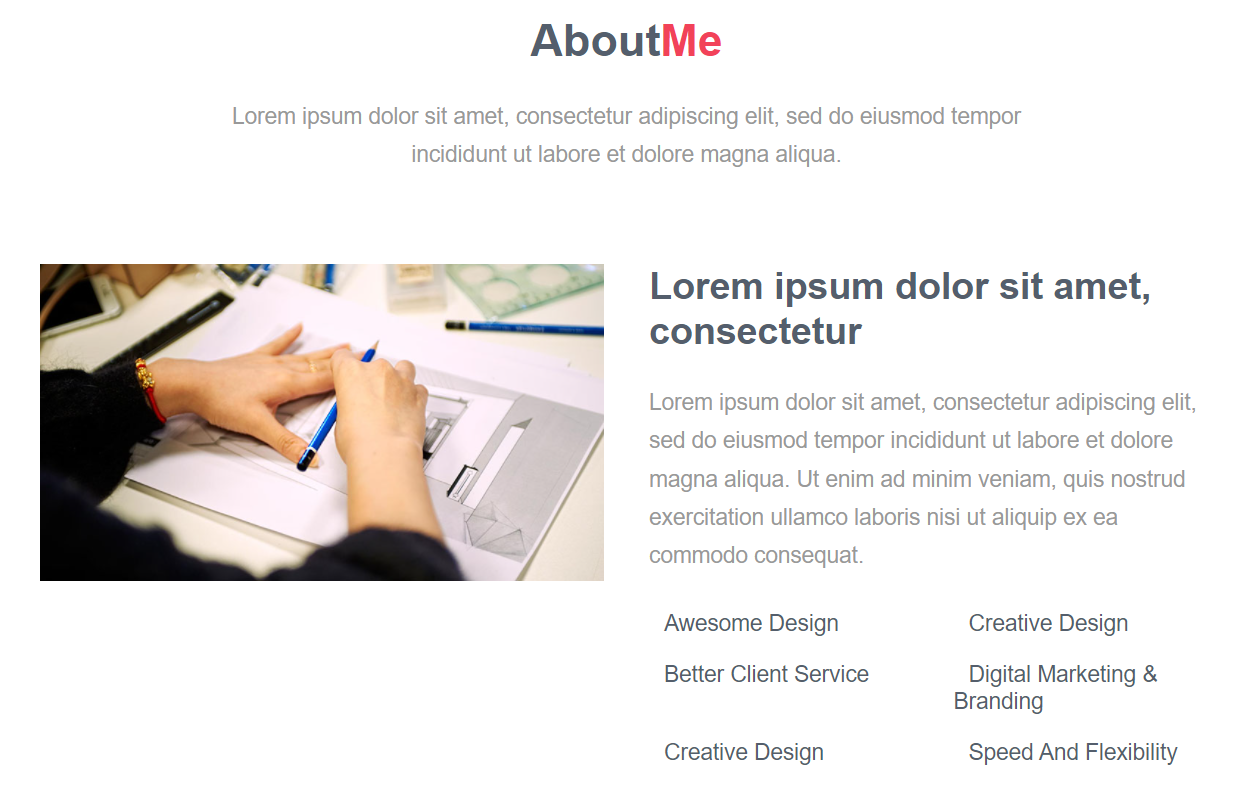 AboutMe
Lorem ipsum dolor sit amet, consectetur adipiscing elit, sed do eiusmod tempor
incididunt ut labore et dolore magna aliqua.
Lorem ipsum dolor sit amet,
consectetur
Lorem ipsum dolor sit amet, consectetur adipiscing elit,
sed do eiusmod tempor incididunt ut labore et dolore
magna aliqua. Ut enim ad minim veniam, quis nostrud
exercitation ullamco laboris nisi ut aliquip ex ea
commodo consequat.
Awesome Design
Creative Design
Better Client Service
Digital Marketing &
Branding
Creative Design
Speed And Flexibility